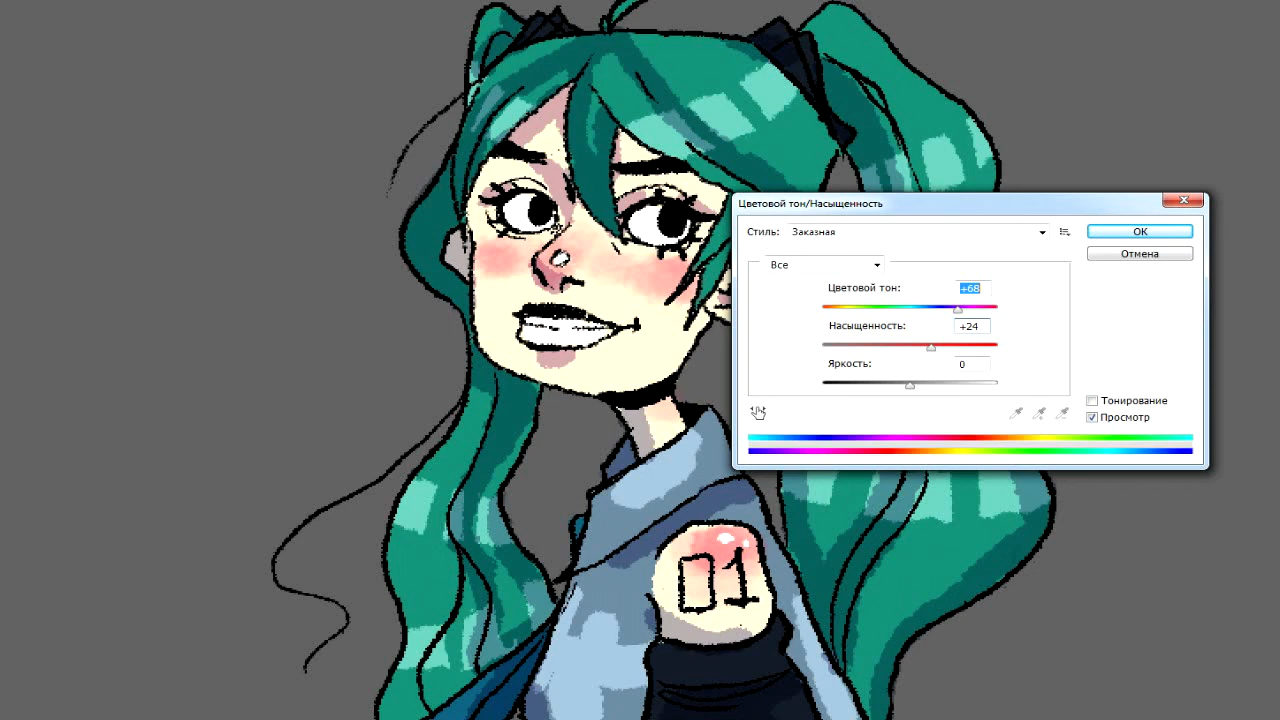 Цветовой тон/Насыщенность
Стиль: Заказная
OK
Отмена
Все
Цветовой тон: +68
Насыщенность: +24
Яркость: 0
Тонирование
Просмотр
01